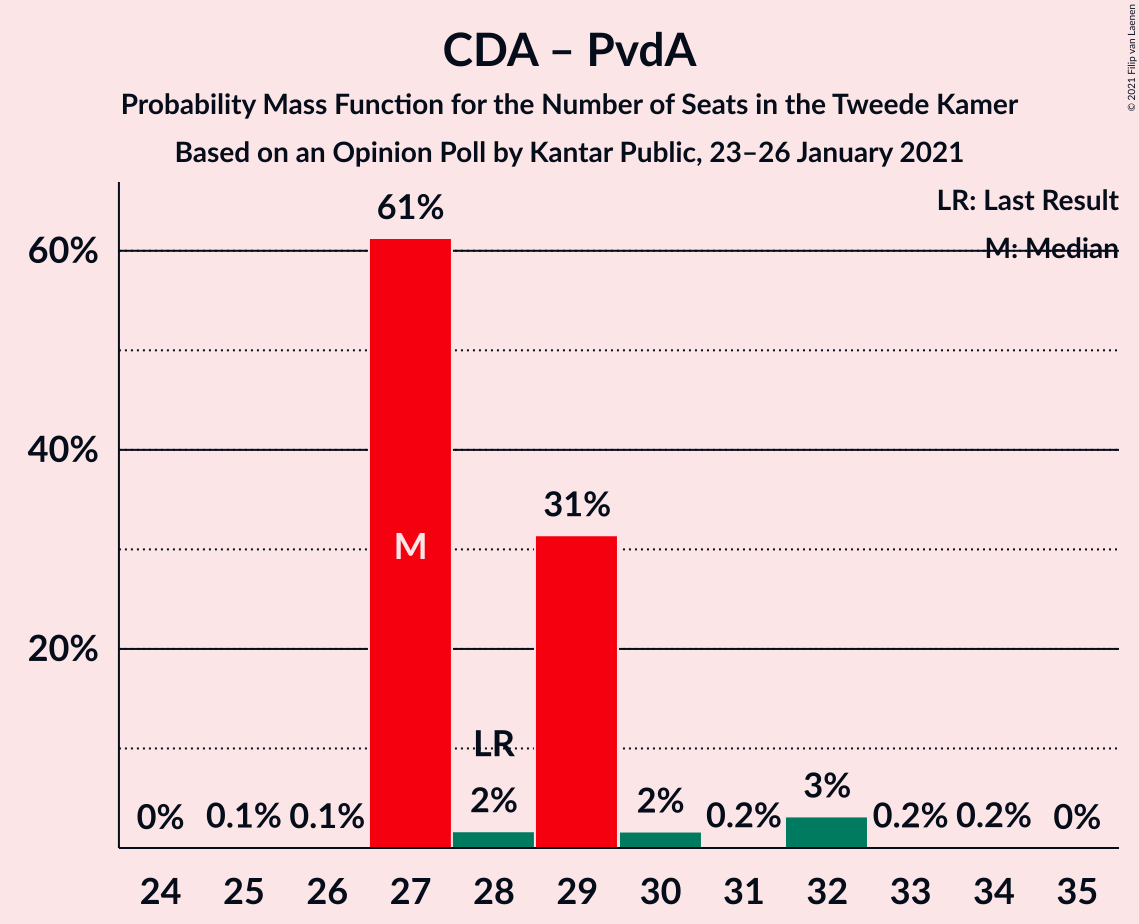 CDA – PvdA
Probability Mass Function for the Number of Seats in the Tweede Kamer
Based on an Opinion Poll by Kantar Public, 23–26 January 2021
© 2021 Filip van Laenen
LR: Last Result
M: Median
60%
40%
20%
61%
31%
M
LR
0%
0.1%
0.1%
2%
2%
0.2%
3%
0.2%
0.2%
0%
24 25 26 27 28 29 30 31 32 33 34 35